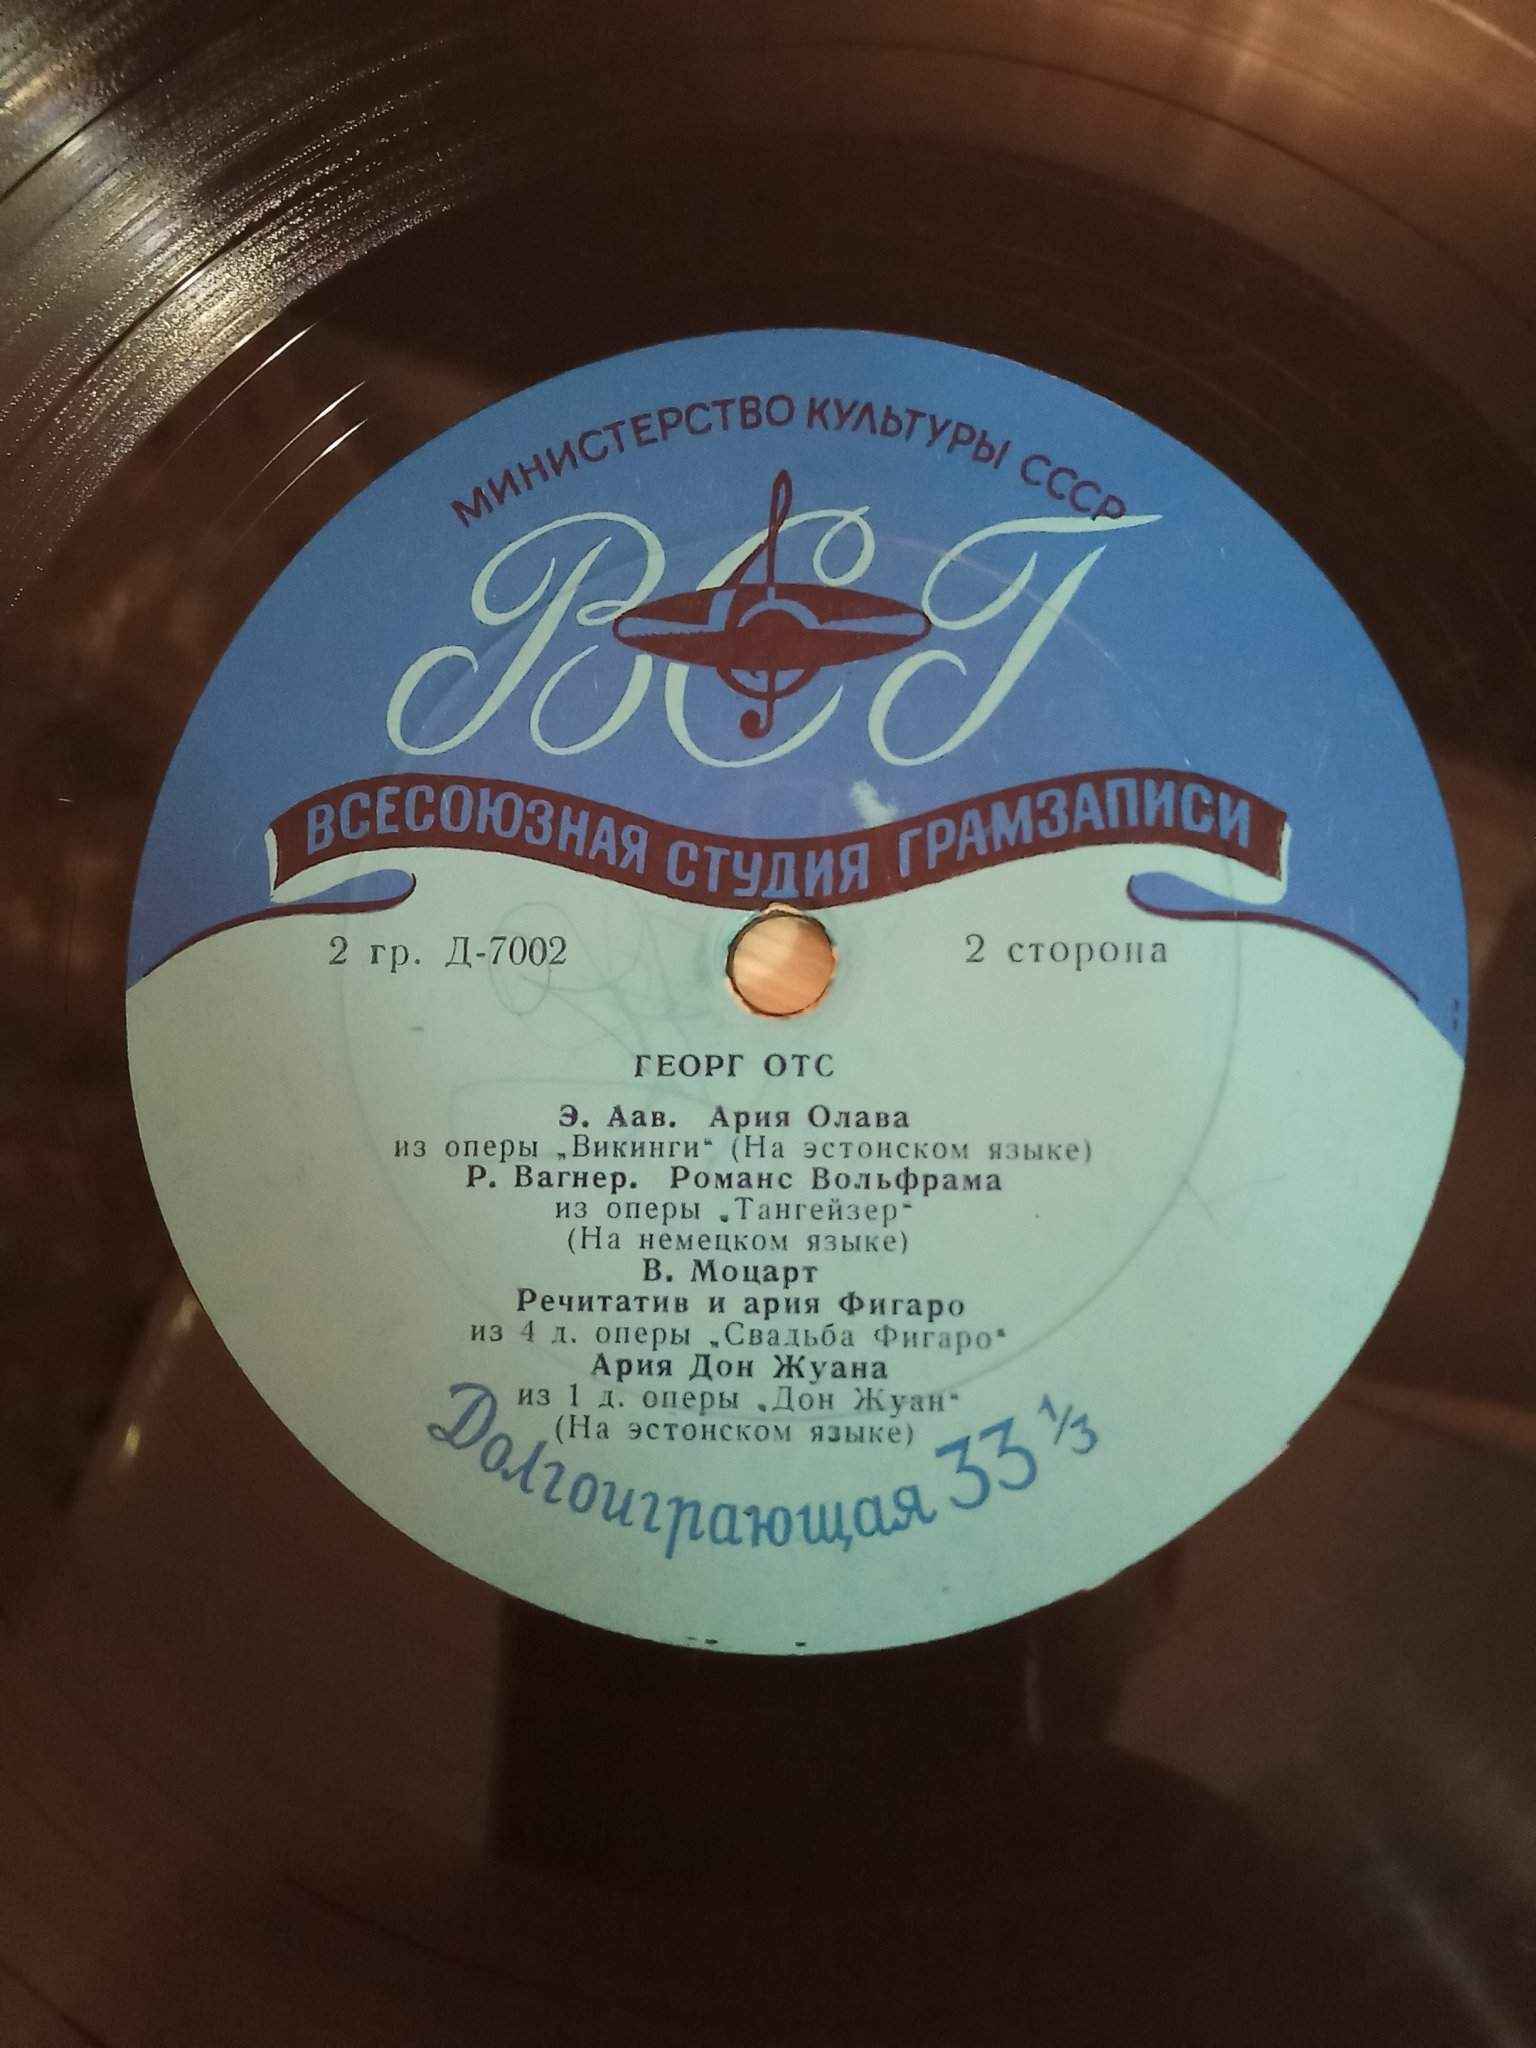 МИНИСТЕРСТВО КУЛЬТУРЫ СССР
ВСГ
ВСЕСОЮЗНАЯ СТУДИЯ ГРАМЗАПИСИ
2 гр. Д-7002
2 сторона
ГЕОРГ ОТС
Э. Аав. Ария Олава
из оперы „Викинги“ (На эстонском языке)
Р. Вагнер. Романс Вольфрама
из оперы „Тангейзер“
(На немецком языке)
В. Моцарт
Речитатив и ария Фигаро
из 4 д. оперы „Свадьба Фигаро“
Ария Дон Жуана
из 1 д. оперы „Дон Жуан“
(На эстонском языке)
Долгоиграющая 33 1/3